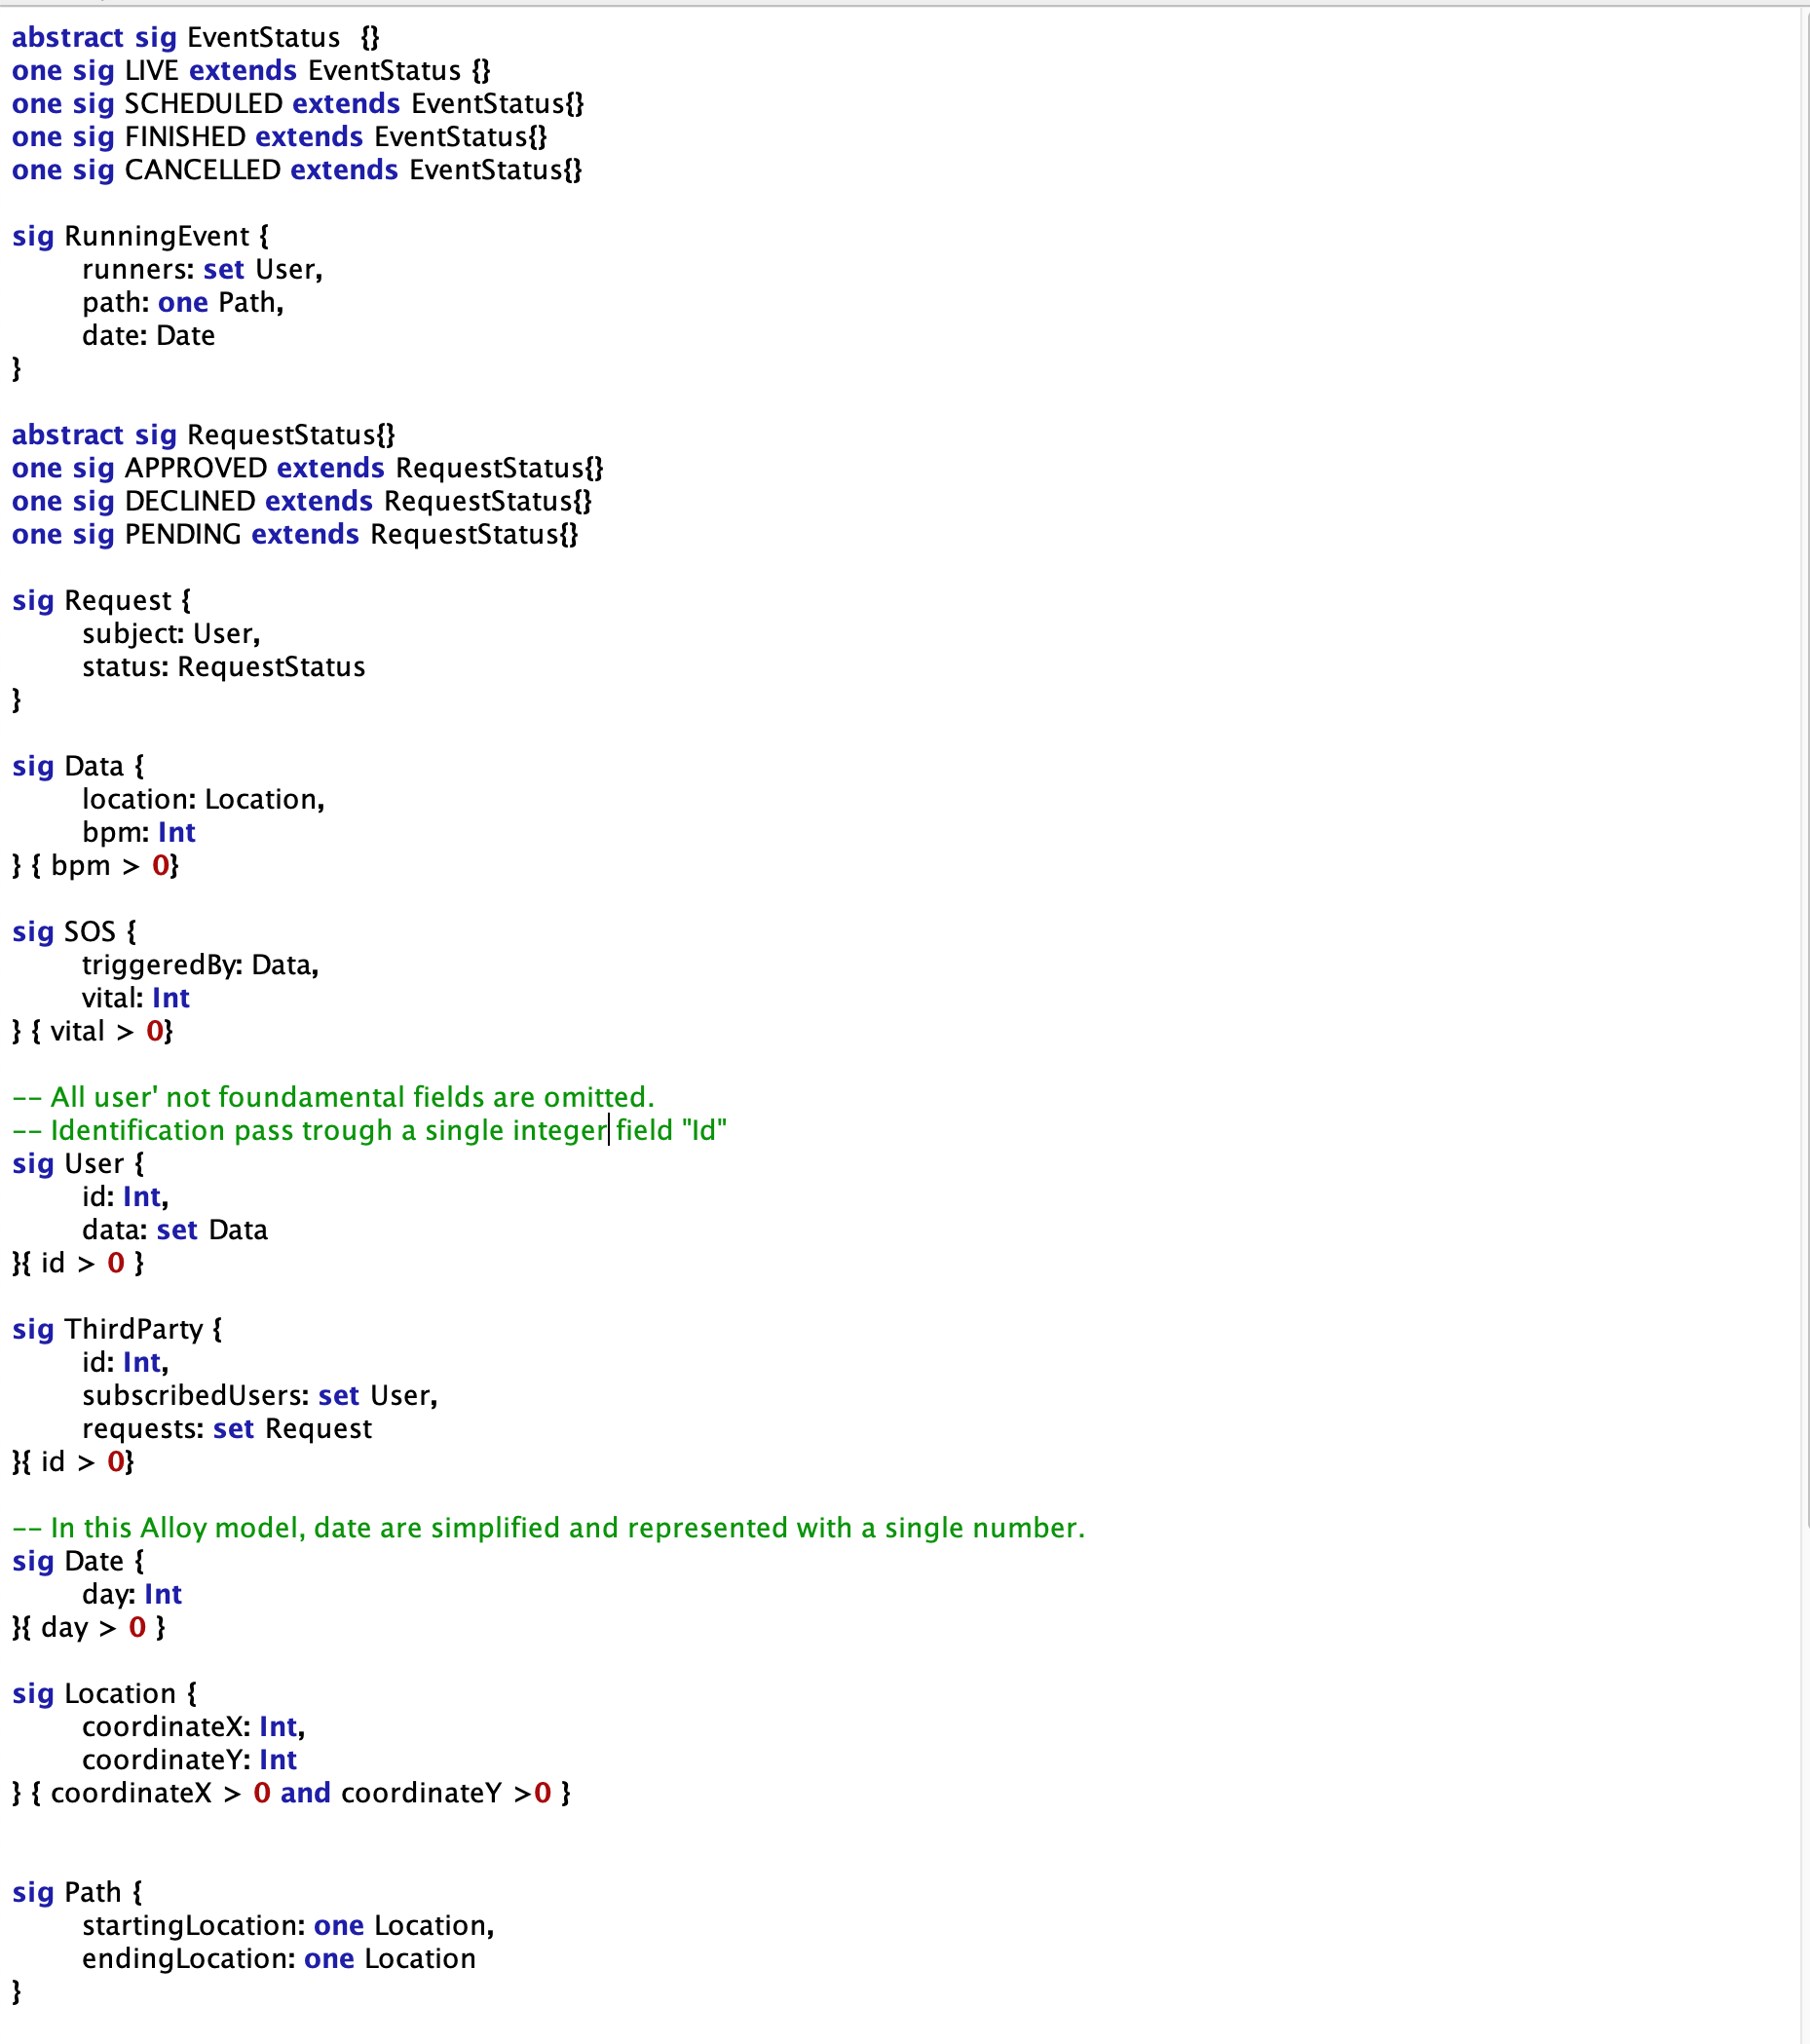 abstract sig EventStatus  {}
one sig LIVE extends EventStatus {}
one sig SCHEDULED extends EventStatus{}
one sig FINISHED extends EventStatus{}
one sig CANCELLED extends EventStatus{}

sig RunningEvent {
	runners: set User,
	path: one Path,
	date: Date
}

abstract sig RequestStatus{}
one sig APPROVED extends RequestStatus{}
one sig DECLINED extends RequestStatus{}
one sig PENDING extends RequestStatus{}

sig Request {
	subject: User,
	status: RequestStatus
}

sig Data {
	location: Location,
	bpm: Int
} { bpm > 0}

sig SOS {
	triggeredBy: Data,
	vital: Int
} { vital > 0}

-- All user' not foundamental fields are omitted.
-- Identification pass trough a single integer field "Id"
sig User {
	id: Int,
	data: set Data
}{ id > 0 }

sig ThirdParty {
	id: Int,
	subscribedUsers: set User,
	requests: set Request
}{ id > 0}

-- In this Alloy model, date are simplified and represented with a single number.
sig Date {
	day: Int
}{ day > 0 }

sig Location {
	coordinateX: Int,
	coordinateY: Int
} { coordinateX > 0 and coordinateY >0 }

sig Path {
	startingLocation: one Location,
	endingLocation: one Location
}